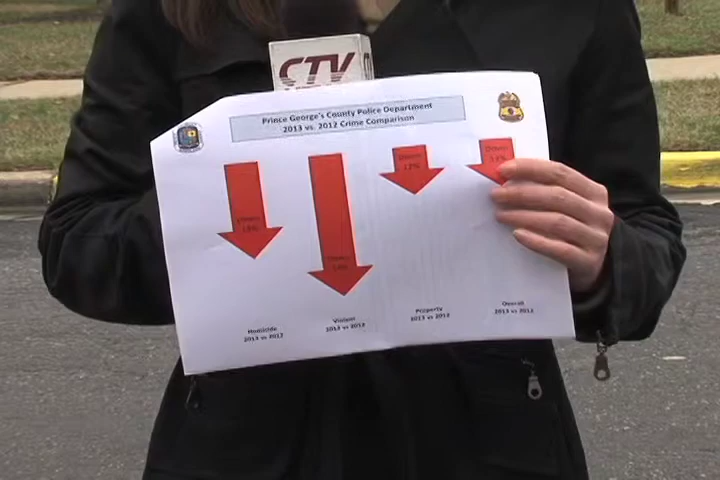 CTV
Prince George's County Police Department
2013 vs. 2012 Crime Comparison
Down
Down
Down
Down
Homicide
2013 vs 2012
Violent
2013 vs 2012
Property
2013 vs 2012
Overall
2013 vs 2012